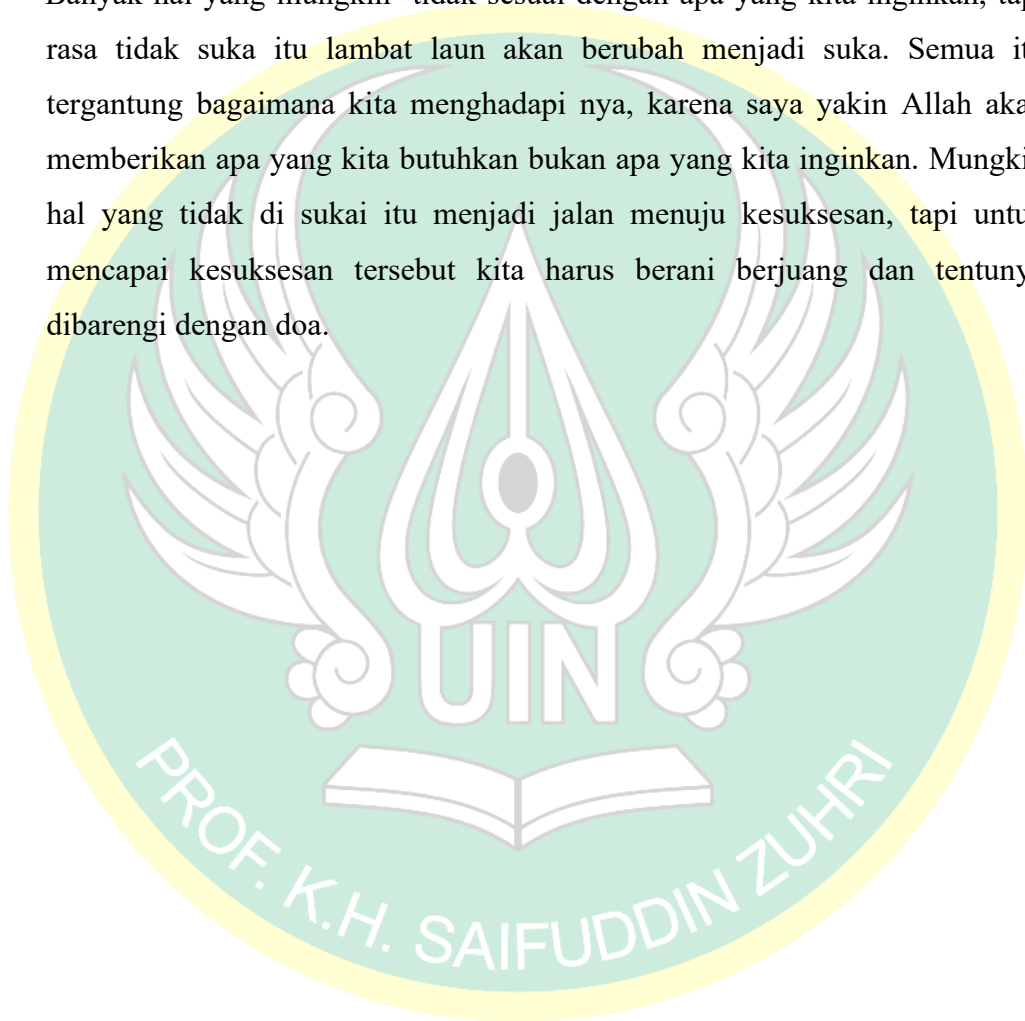 Banyak hal yang mungkin tidak sesuai dengan apa yang kita inginkan, tap
rasa tidak suka itu lambat laun akan berubah menjadi suka. Semua it
tergantung bagaimana kita menghadapi nya, karena saya yakin Allah aka
memberikan apa yang kita butuhkan bukan apa yang kita inginkan. Mungki
hal yang tidak di sukai itu menjadi jalan menuju kesuksesan, tapi untu
mencapai kesuksesan tersebut kita harus berani berjuang dan tentuny
dibarengi dengan doa.
UIN
PROF. K.H. SAIFUDDIN ZUHRI